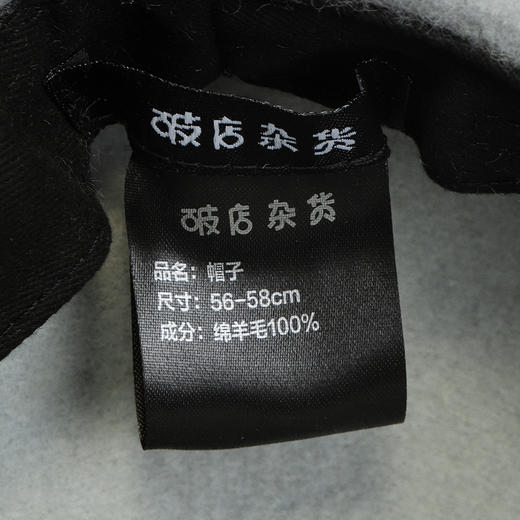 破店杂货
破店杂货
品名：帽子
尺寸：56-58cm
成分：绵羊毛100%